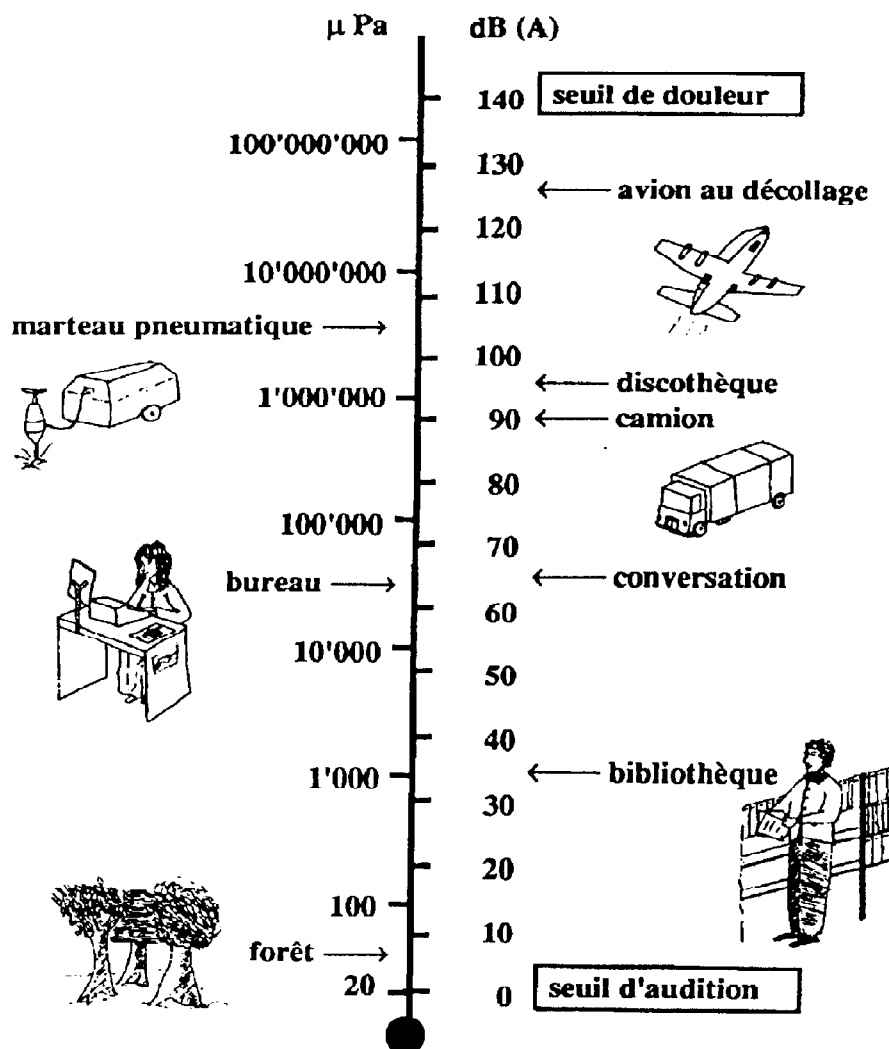 μ Pa dB (A)
140 seuil de douleur
100'000'000
130
avion au décollage
120
10'000'000
110
marteau pneumatique
100
discothèque
1'000'000
90 camion
80
100'000
70
bureau conversation
60
10'000
50
40
1'000 bibliothèque
30
20
100
10
forêt
20 0 seuil d'audition